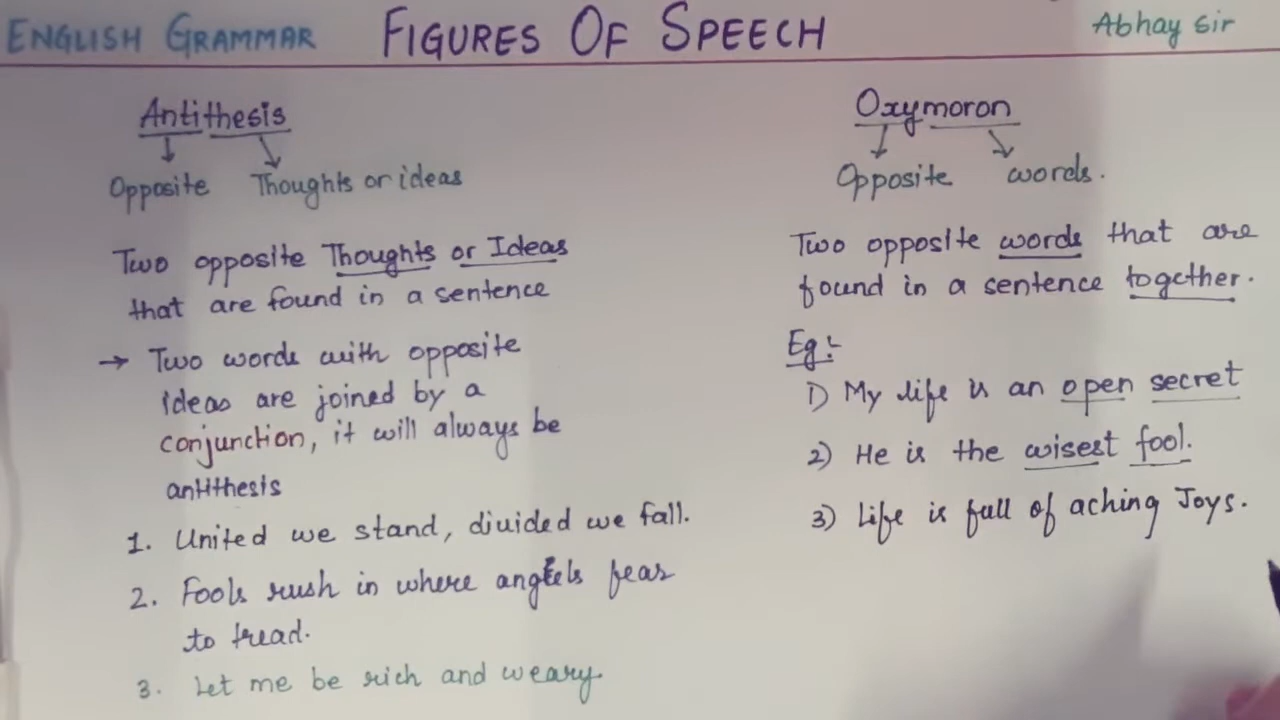 ENGLISH GRAMMAR FIGURES OF SPEECH Abhay Sir
Antithesis
Opposite Thoughts or ideas
Two opposite Thoughts or Ideas
that are found in a sentence
→ Two words with opposite
ideas are joined by a
conjunction, it will always be
antithesis
1. United we stand, divided we fall.
2. Fools rush in where angels fear
to tread.
3. Let me be rich and weary.
Oxymoron
Opposite words.
Two opposite words that are
found in a sentence together.
Eg:-
1) My life is an open secret
2) He is the wisest fool.
3) Life is full of aching Joys.